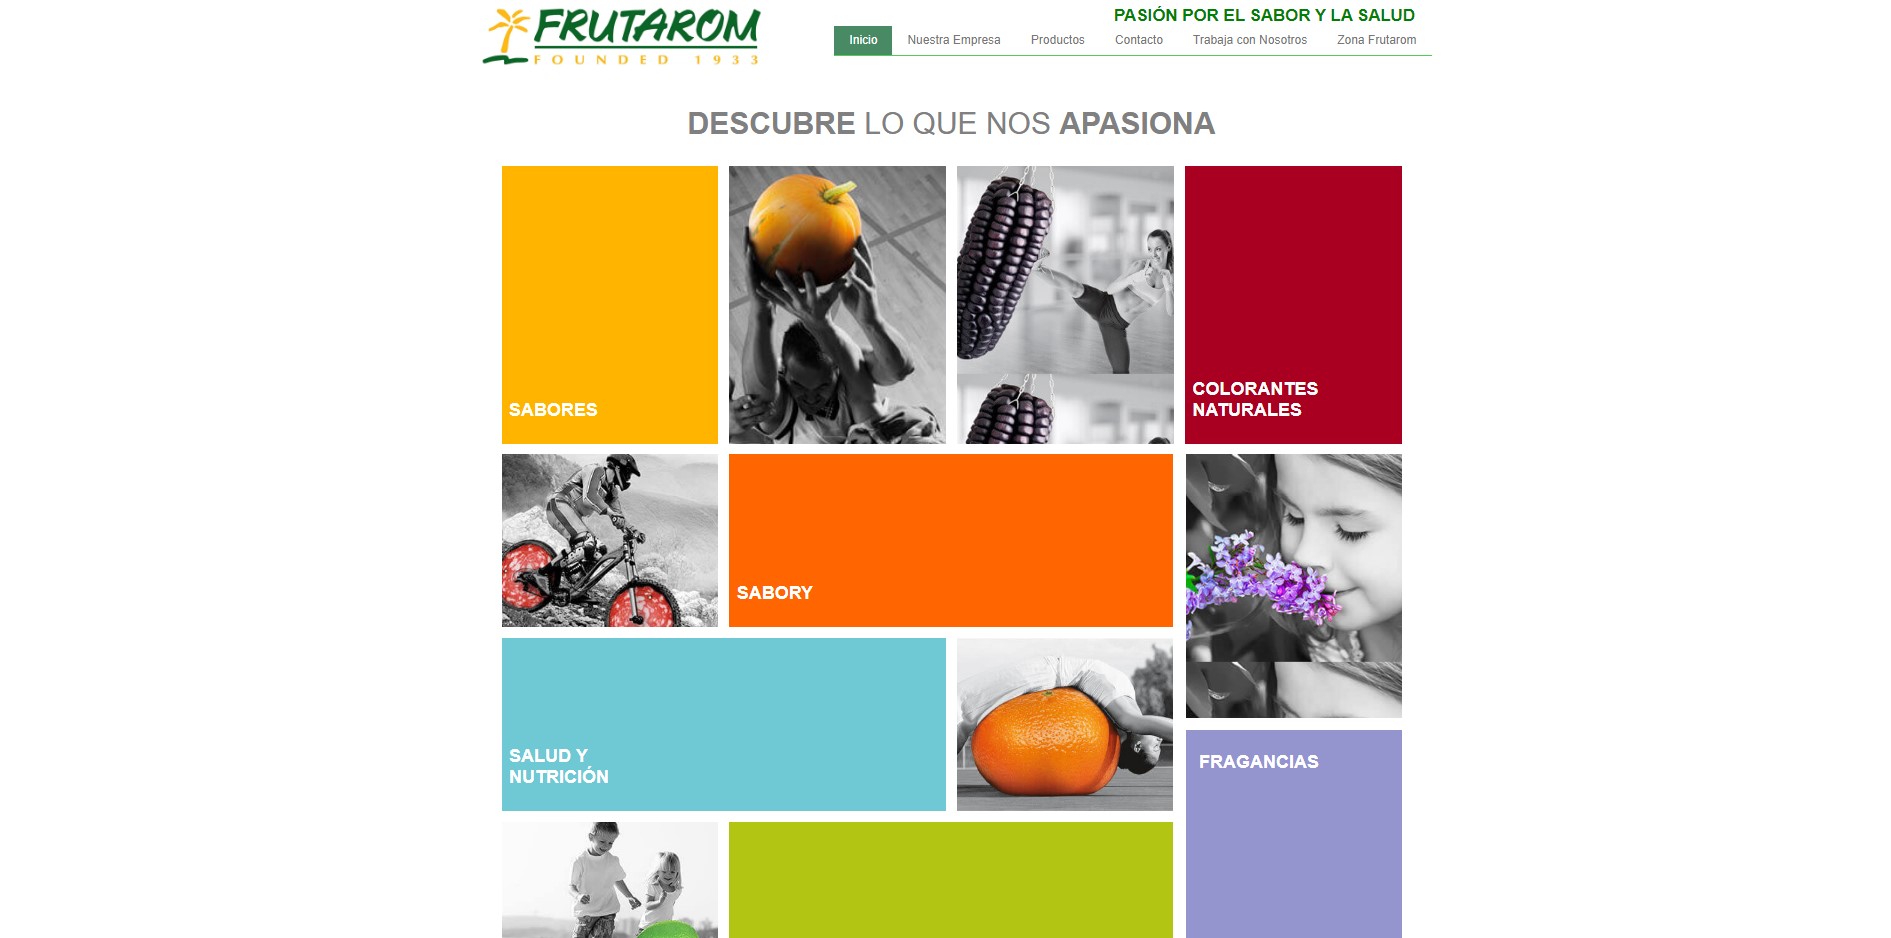 FRUTAROM
FOUNDED 1933
PASIÓN POR EL SABOR Y LA SALUD
Inicio Nuestra Empresa Productos Contacto Trabaja con Nosotros Zona Frutarom
DESCUBRE LO QUE NOS APASIONA
SABORES
COLORANTES
NATURALES
SABORY
SALUD Y
NUTRICIÓN
FRAGANCIAS